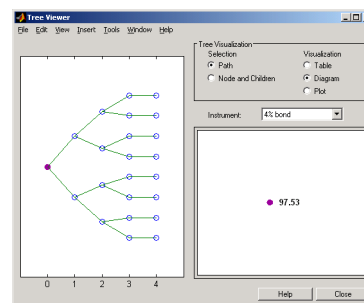 Tree Viewer
File Edit View Insert Tools Window Help
Tree Visualization
Selection
Visualization
Path
Table
Node and Children
Diagram
Plot
Instrument:
4% bond
97.53
0 1 2 3 4
Help
Close